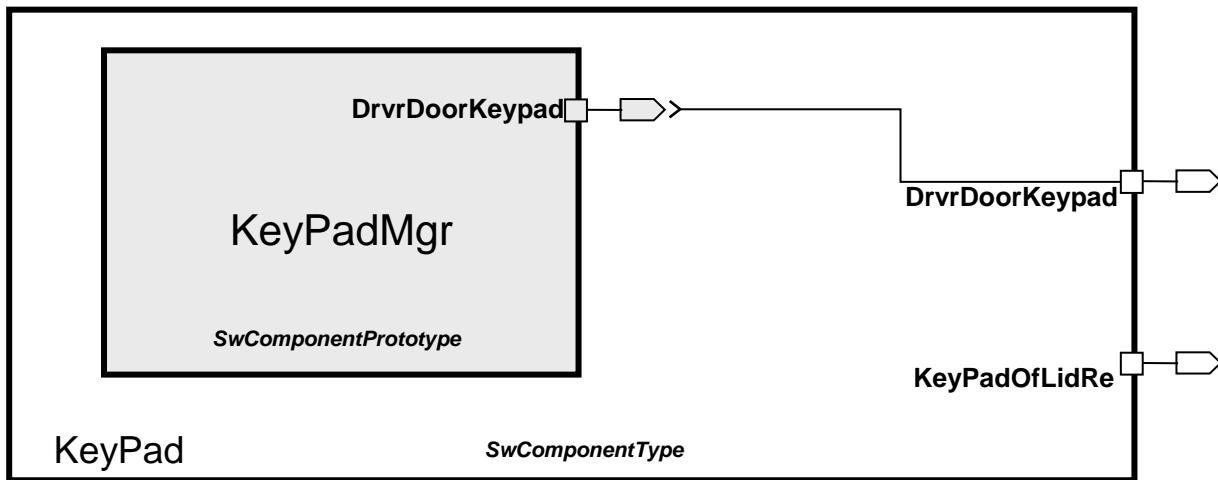 DrvrDoorKeypad
DrvrDoorKeypad
KeyPadMgr
SwComponentPrototype
KeyPadOfLidRe
KeyPad
SwComponentType